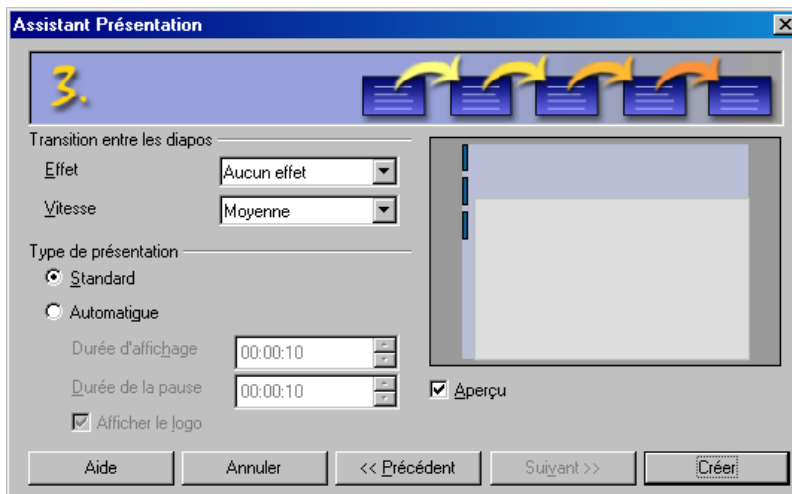 Assistant Présentation
3.
Transition entre les diapos
Effet
Aucun effet
Vitesse
Moyenne
Type de présentation
Standard
Automatique
Durée d'affichage
00:00:10
Durée de la pause
00:00:10
Afficher le logo
Aperçu
Aide
Annuler
<< Précédent
Suivant >>
Créer